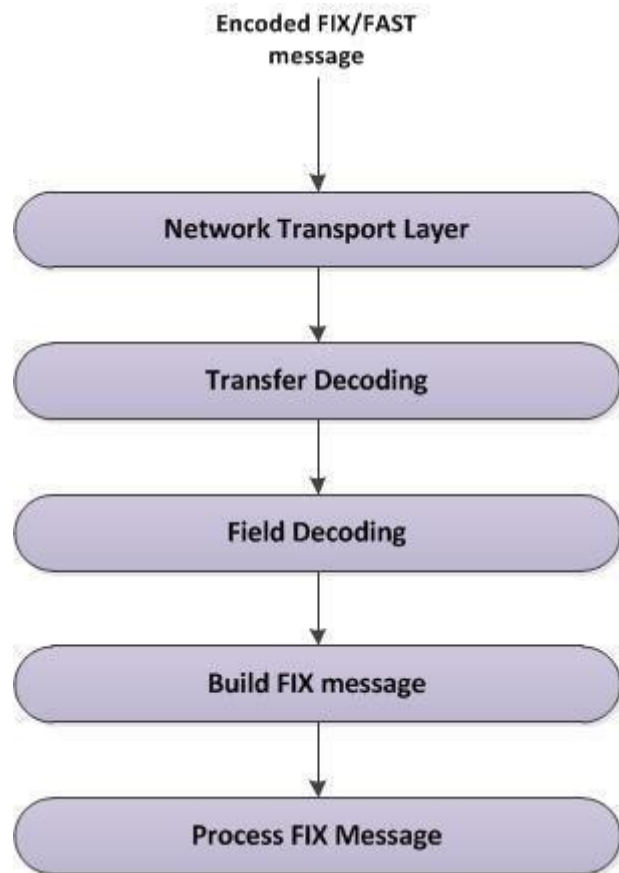 Encoded FIX/FAST
message
Network Transport Layer
Transfer Decoding
Field Decoding
Build FIX message
Process FIX Message